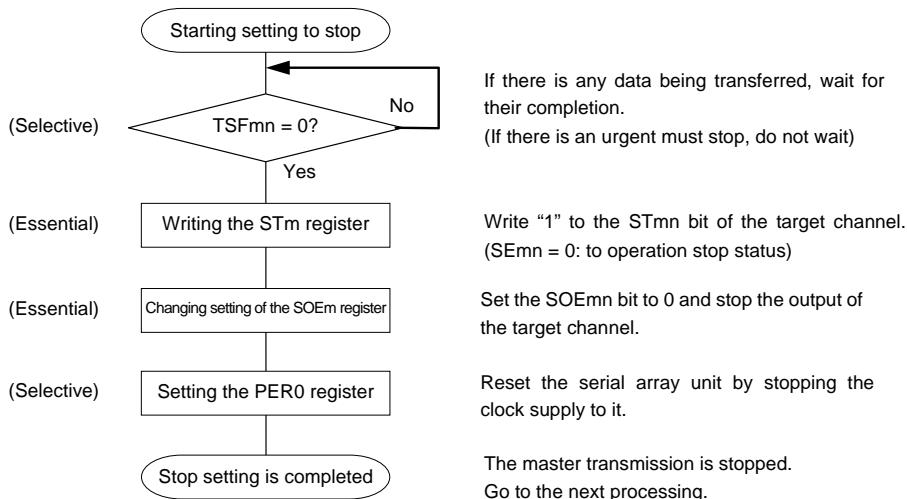 Starting setting to stop
If there is any data being transferred, wait for
their completion.
(If there is an urgent must stop, do not wait)
(Selective)
TSFmn = 0?
No
Yes
(Essential)
Writing the STm register
Write “1” to the STmn bit of the target channel.
(SEmn = 0: to operation stop status)
(Essential)
Changing setting of the SOEm register
Set the SOEmn bit to 0 and stop the output of
the target channel.
(Selective)
Setting the PER0 register
Reset the serial array unit by stopping the
clock supply to it.
Stop setting is completed
The master transmission is stopped.
Go to the next processing.